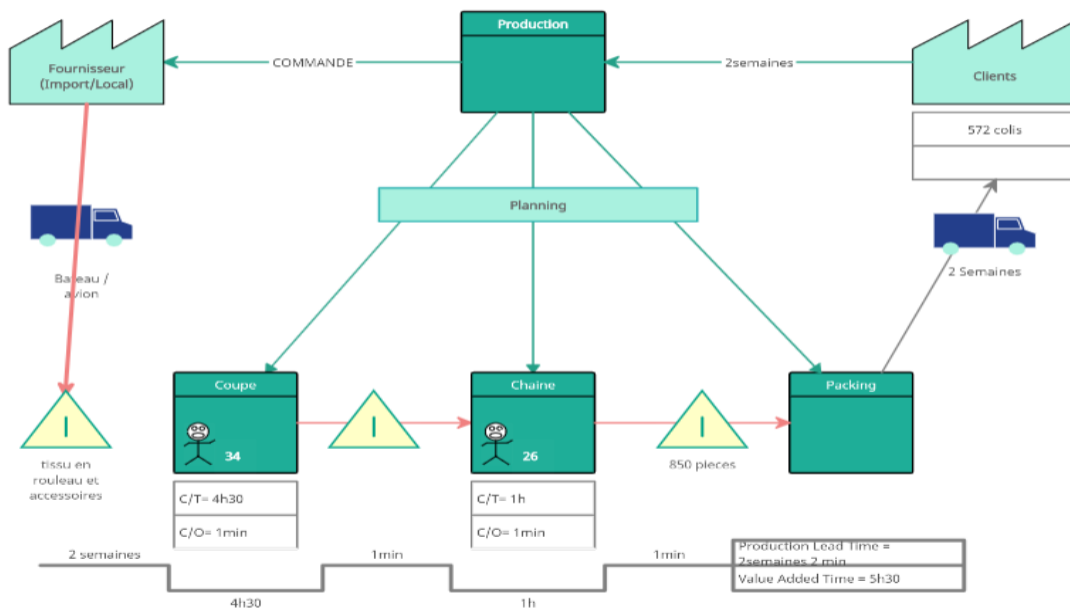 Production
Fournisseur
(Import/Local)
COMMANDE
2semaines
Clients
572 colis
Planning
Bateau /
avion
2 Semaines
Coupe
Chaine
Packing
I
I
I
34
26
tissu en
rouleau et
accessoires
850 pieces
C/T= 4h30
C/O= 1min
C/T= 1h
C/O= 1min
2 semaines
4h30
1min
1h
1min
Production Lead Time =
2semaines 2 min
Value Added Time = 5h30